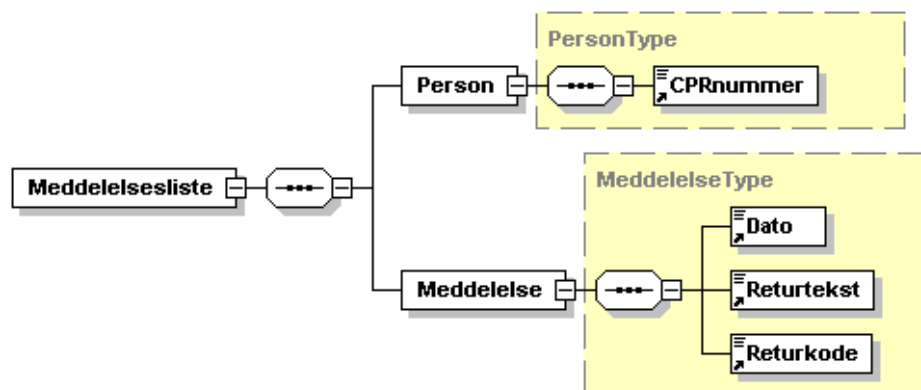 PersonType
Person
CPRnummer
Meddelelsesliste
MeddelelseType
Dato
Meddelelse
Returtekst
Returkode